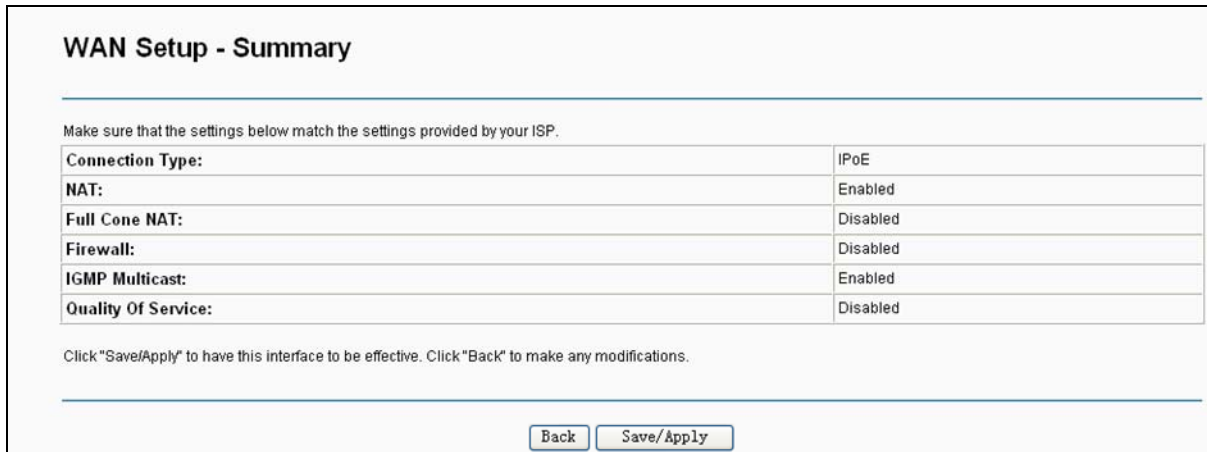 WAN Setup - Summary
Make sure that the settings below match the settings provided by your ISP.
Connection Type: IPoE
NAT: Enabled
Full Cone NAT: Disabled
Firewall: Disabled
IGMP Multicast: Enabled
Quality Of Service: Disabled
Click "Save/Apply" to have this interface to be effective. Click "Back" to make any modifications.
Back Save/Apply